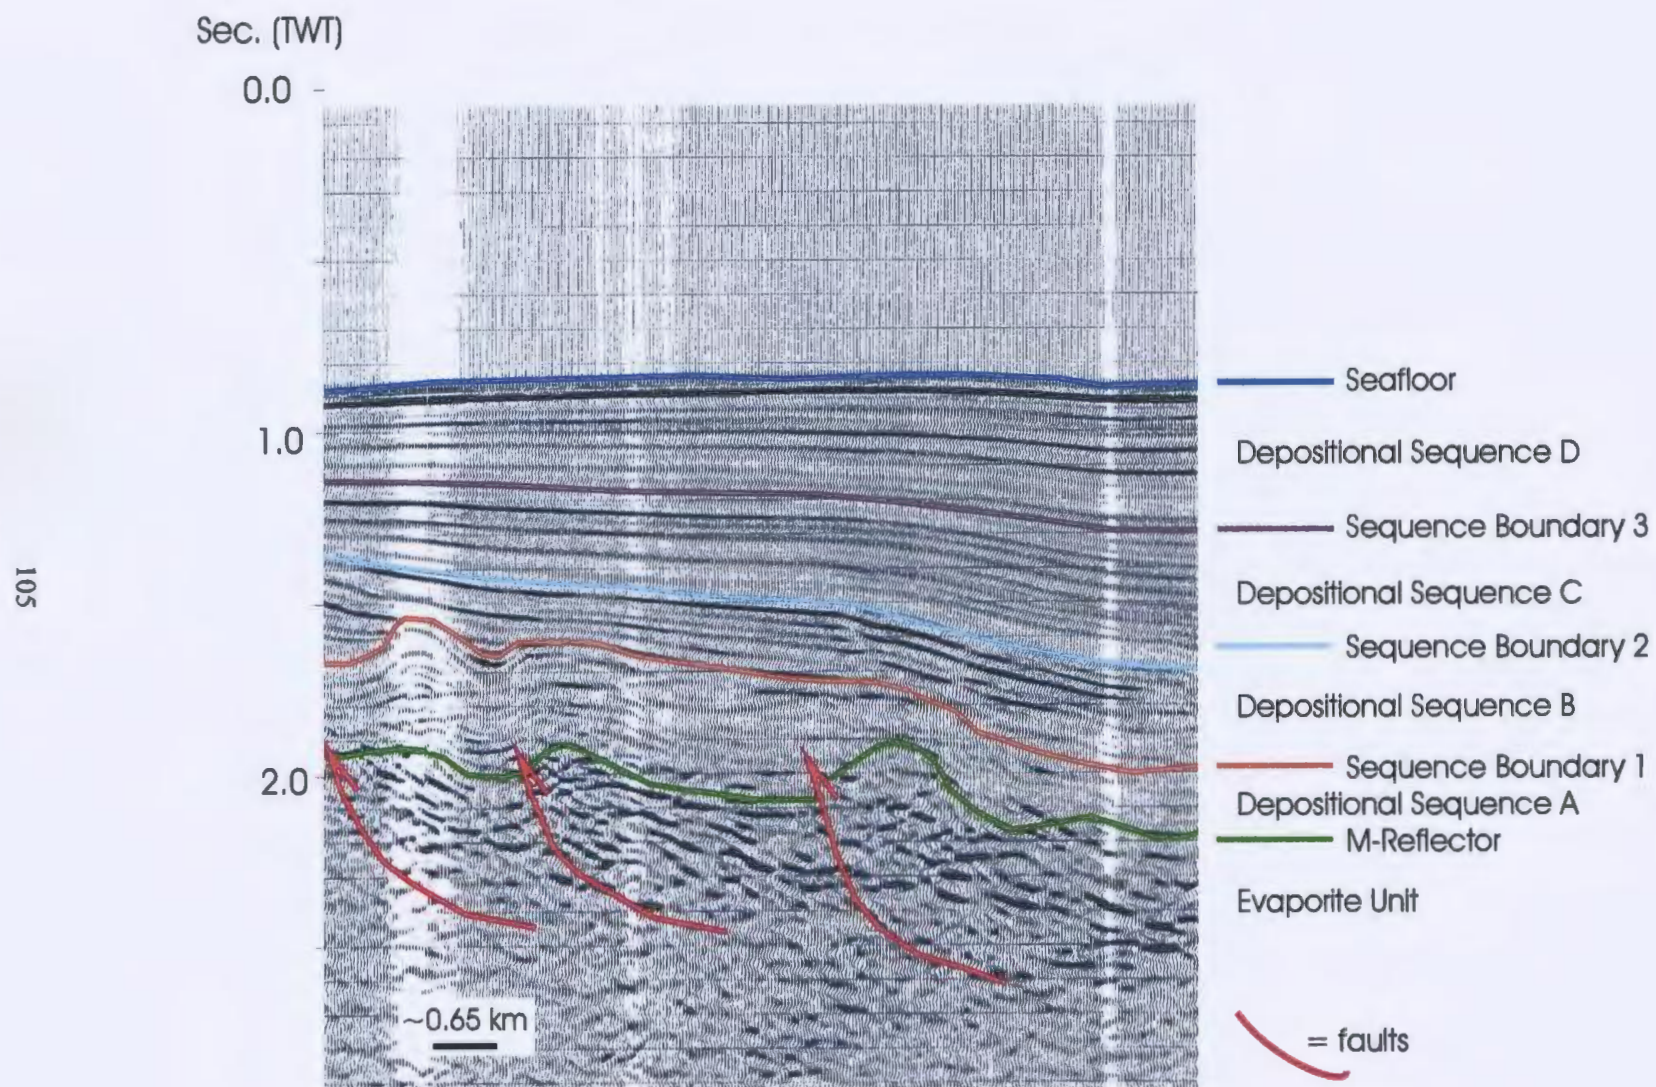 Sec. (TWT)
0.0
1.0
2.0
Seafloor
Depositional Sequence D
Sequence Boundary 3
Depositional Sequence C
Sequence Boundary 2
Depositional Sequence B
Sequence Boundary 1
Depositional Sequence A
M-Reflector
Evaporite Unit
= faults
~0.65 km
105